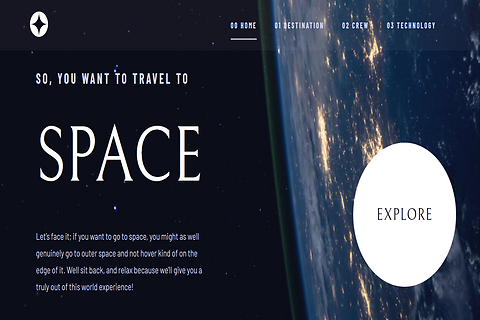 00 HOME 01 DESTINATION 02 CREW 03 TECHNOLOGY
SO, YOU WANT TO TRAVEL TO
SPACE
EXPLORE
Let's face it; if you want to go to space, you might as well
genuinely go to outer space and not hover kind of on the
edge of it. Well sit back, and relax because we'll give you a
truly out of this world experience!